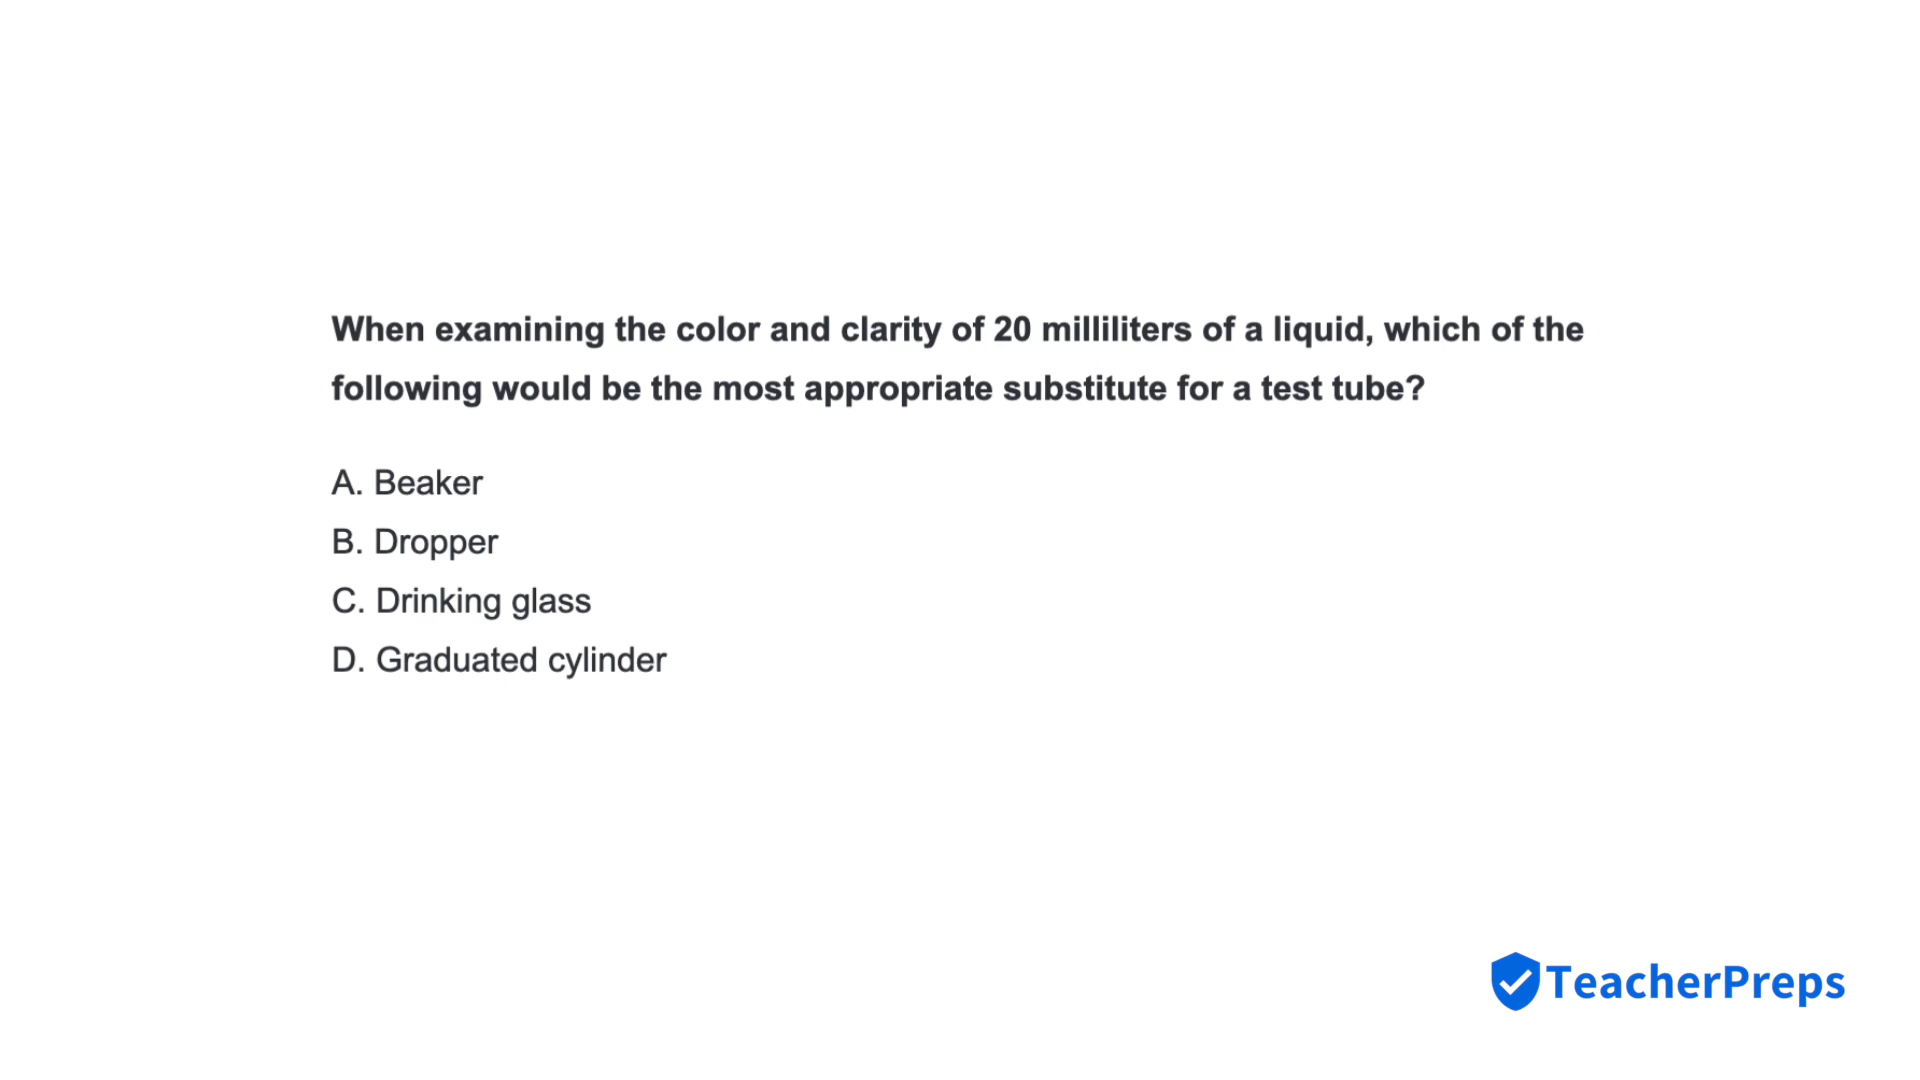 When examining the color and clarity of 20 milliliters of a liquid, which of the
following would be the most appropriate substitute for a test tube?
A. Beaker
B. Dropper
C. Drinking glass
D. Graduated cylinder
TeacherPreps